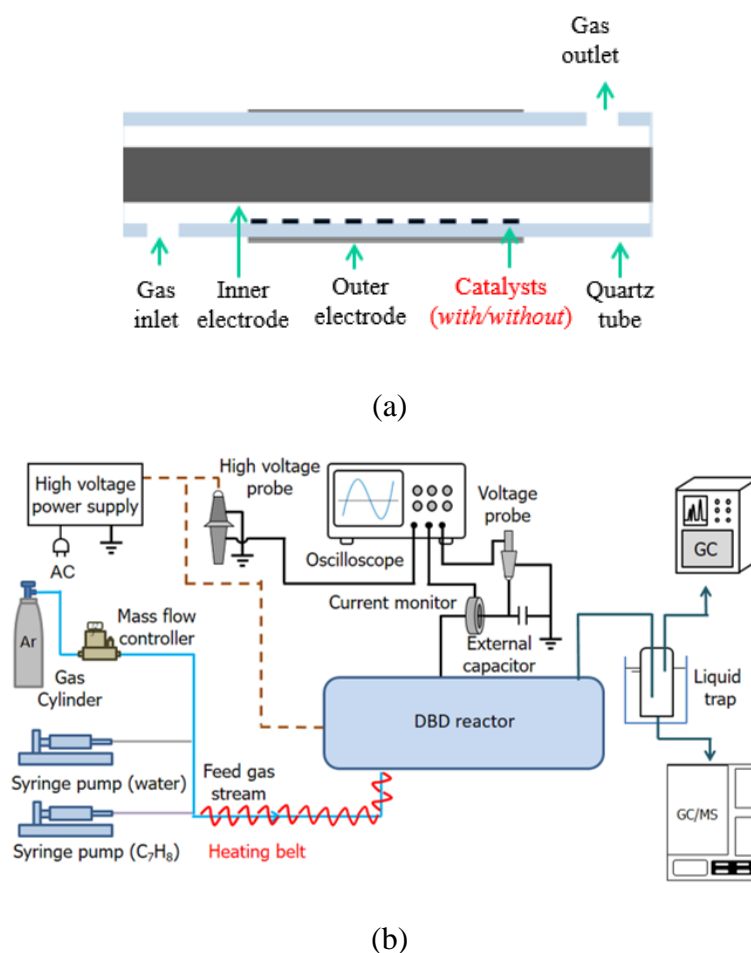 Gas
outlet
Gas
inlet
Inner
electrode
Outer
electrode
Catalysts
(with/without)
Quartz
tube
(a)
High voltage
power supply
AC
High voltage
probe
Oscilloscope
Voltage
probe
GC
Current monitor
External
capacitor
Mass flow
controller
Ar
Gas
Cylinder
DBD reactor
Liquid
trap
Syringe pump (water)
Feed gas
stream
Syringe pump (C₇H₈)
Heating belt
GC/MS
(b)